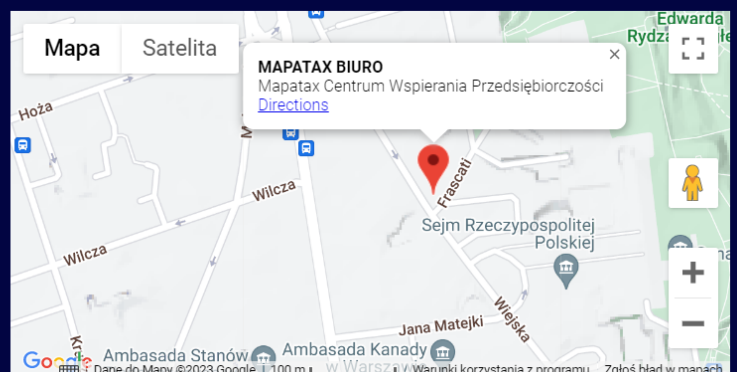 Edwarda
Mapa
Satelita
MAPATAX BIURO
Mapatax Centrum Wspierania Przedsiębiorczości
Directions
Hoża
Wilcza
Frascati
Sejm Rzeczypospolitej
Polskiej
Wilcza
Wiejska
Jana Matejki
Ambasada Stanów
Ambasada Kanady
w Warszawie
Google
Dane do Mapy ©2023 Google
100 m
Warunki korzystania z programu
Zgłoś błąd w mapach